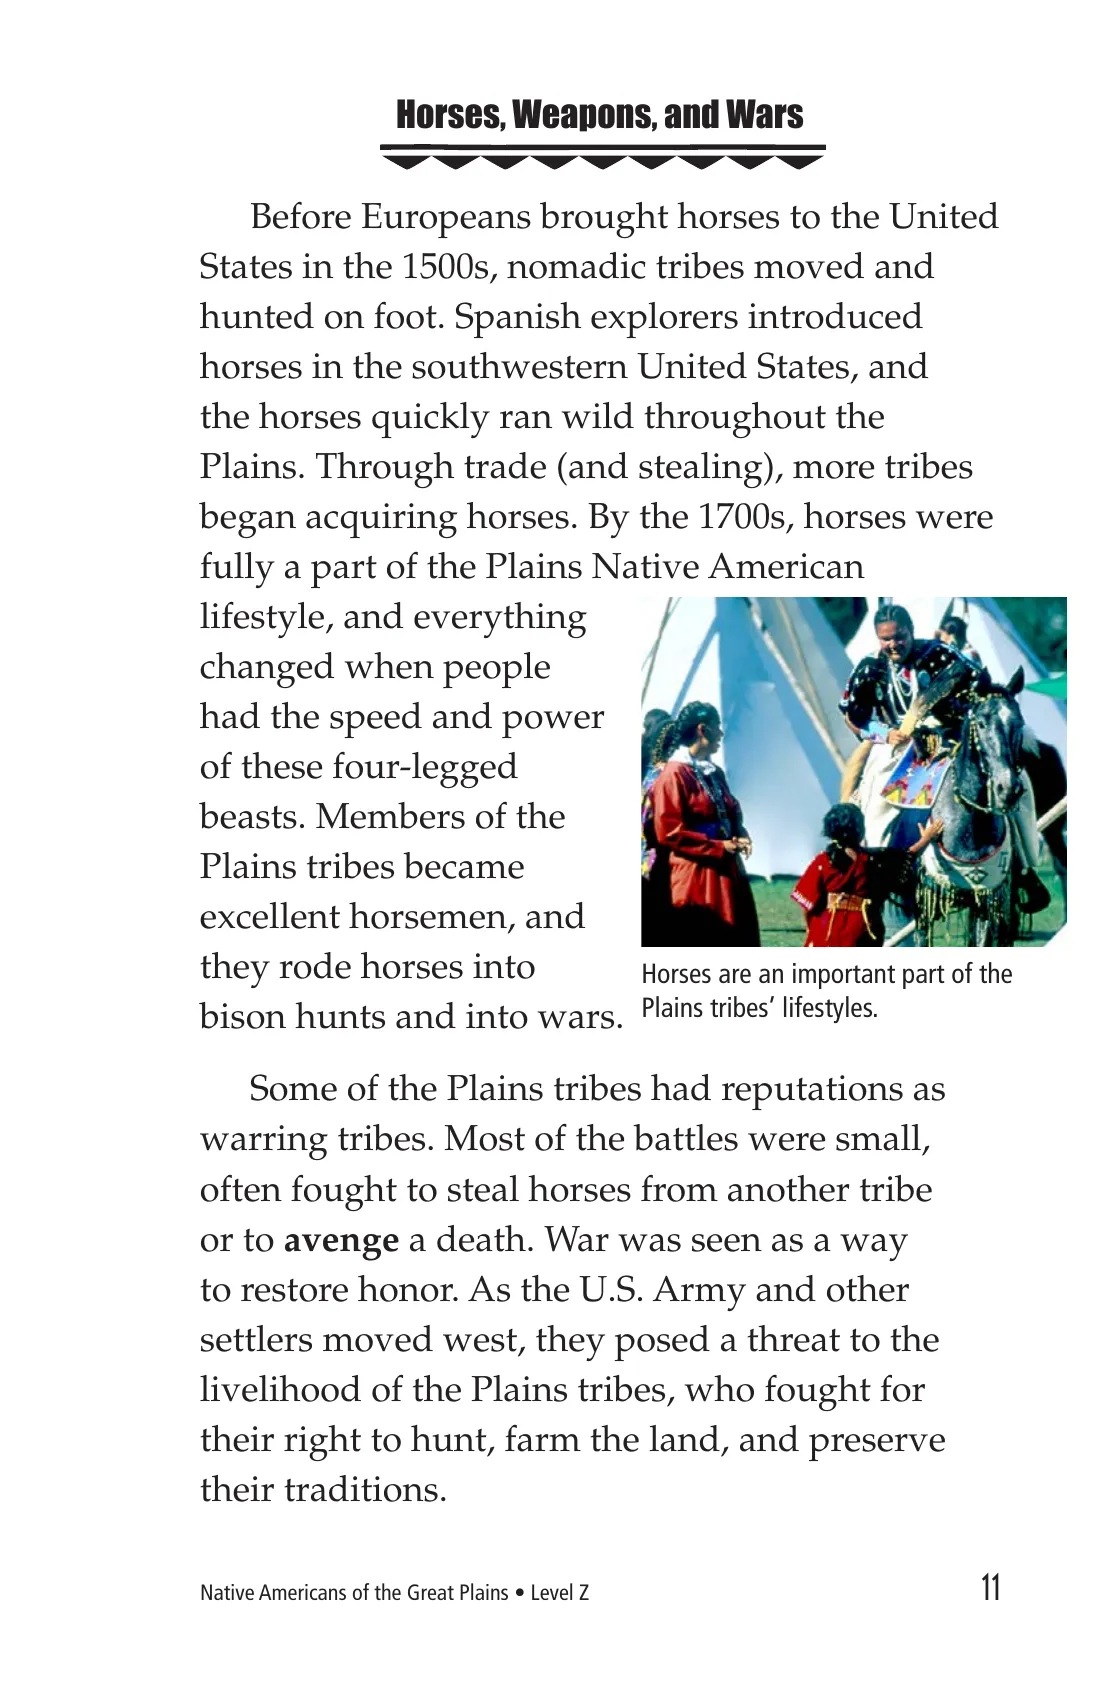 Horses, Weapons, and Wars
Before Europeans brought horses to the United
States in the 1500s, nomadic tribes moved and
hunted on foot. Spanish explorers introduced
horses in the southwestern United States, and
the horses quickly ran wild throughout the
Plains. Through trade (and stealing), more tribes
began acquiring horses. By the 1700s, horses were
fully a part of the Plains Native American
lifestyle, and everything
changed when people
had the speed and power
of these four-legged
beasts. Members of the
Plains tribes became
excellent horsemen, and
they rode horses into
bison hunts and into wars.
Horses are an important part of the
Plains tribes’ lifestyles.
Some of the Plains tribes had reputations as
warring tribes. Most of the battles were small,
often fought to steal horses from another tribe
or to avenge a death. War was seen as a way
to restore honor. As the U.S. Army and other
settlers moved west, they posed a threat to the
livelihood of the Plains tribes, who fought for
their right to hunt, farm the land, and preserve
their traditions.
Native Americans of the Great Plains • Level Z
11